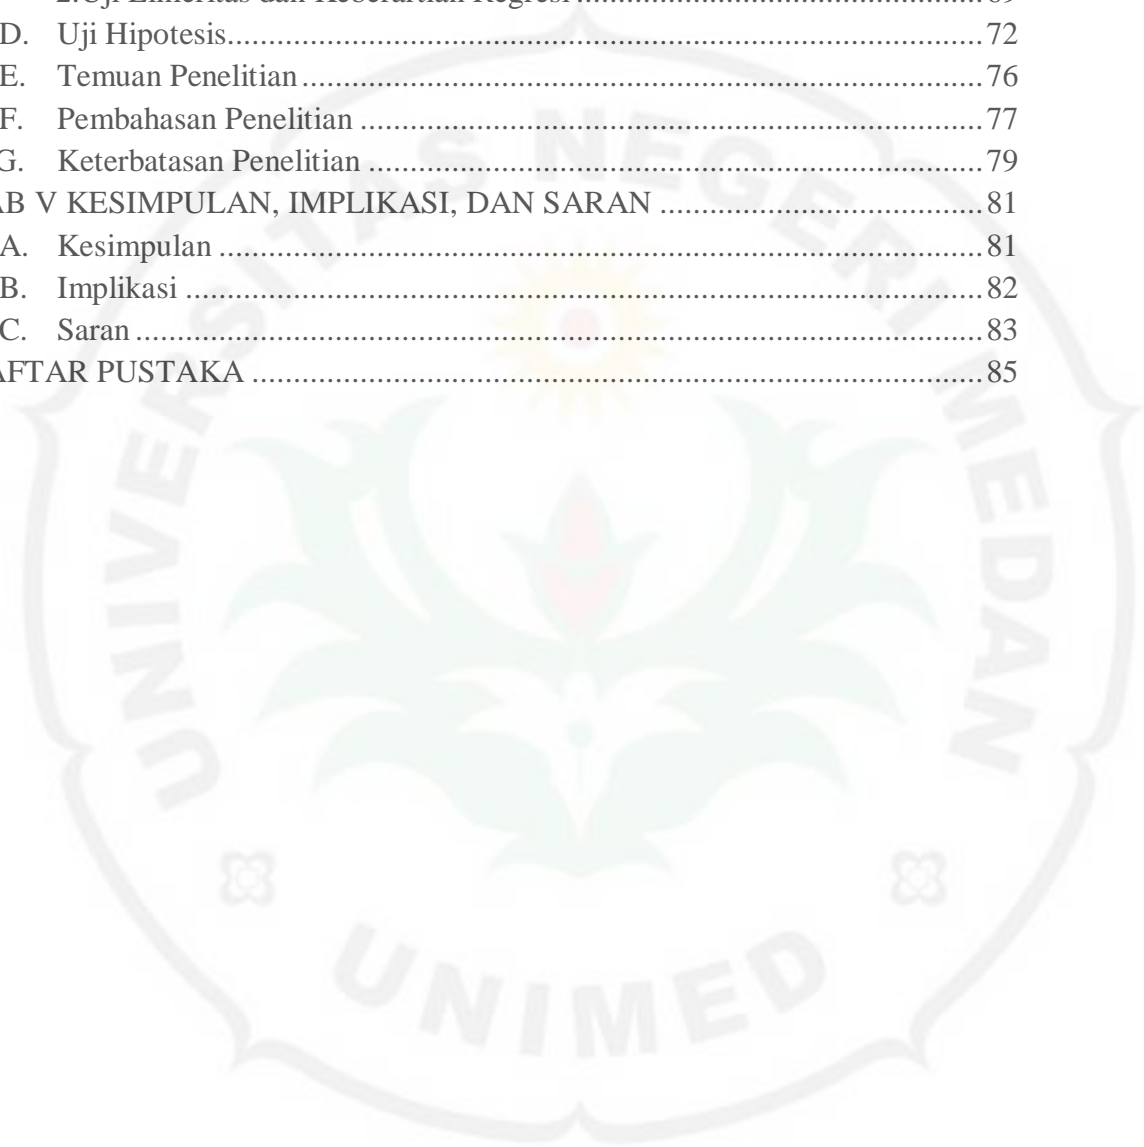 D. Uji Hipotesis....................................................................................72
E. Temuan Penelitian............................................................................76
F. Pembahasan Penelitian.....................................................................77
G. Keterbatasan Penelitian....................................................................79
AB V KESIMPULAN, IMPLIKASI, DAN SARAN...................................81
A. Kesimpulan......................................................................................81
B. Implikasi..........................................................................................82
C. Saran................................................................................................83
AFTAR PUSTAKA.................................................................................85
UNIVERSITAS NEGERI MEDAN
UNIMED